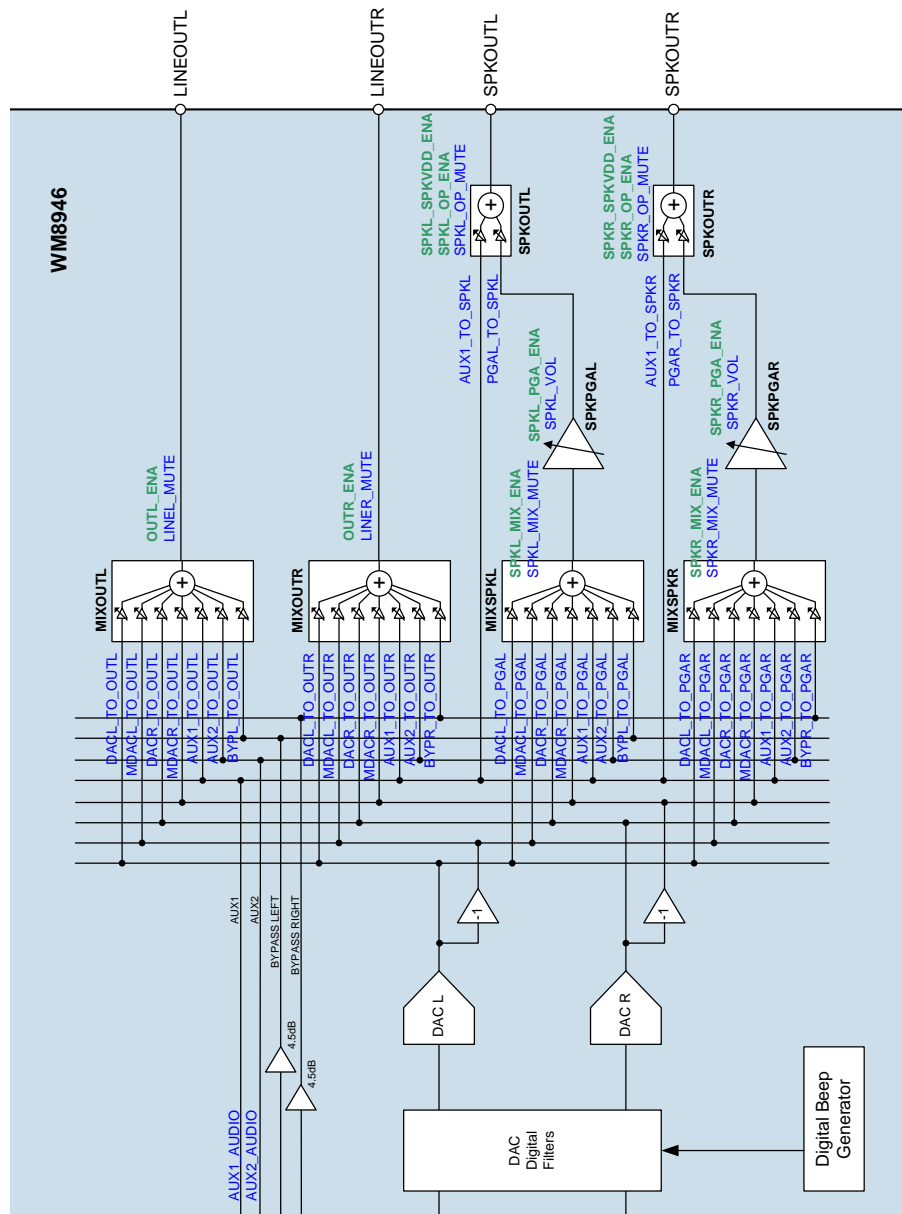 LINEOUTL
LINEOUTR
SPKOUTL
SPKOUTR
WM8946
SPKL_SPKVDD_ENA
SPKL_OP_ENA
SPKL_OP_MUTE
SPKOUTL
SPKR_SPKVDD_ENA
SPKR_OP_ENA
SPKR_OP_MUTE
SPKOUTR
AUX1_TO_SPKL
PGAL_TO_SPKL
AUX1_TO_SPKR
PGAR_TO_SPKR
SPKL_PGA_ENA
SPKL_VOL
SPKPGAL
SPKR_PGA_ENA
SPKR_VOL
SPKPGAR
OUTL_ENA
LINEL_MUTE
OUTR_ENA
LINER_MUTE
SPKL_MIX_ENA
SPKL_MIX_MUTE
SPKR_MIX_ENA
SPKR_MIX_MUTE
MIXOUTL
+
MIXOUTR
+
MIXSPKL
+
MIXSPKR
+
+
+
DACL_TO_OUTL
MDACL_TO_OUTL
DACR_TO_OUTL
MDACR_TO_OUTL
AUX1_TO_OUTL
AUX2_TO_OUTL
BYPL_TO_OUTL
DACL_TO_OUTR
MDACL_TO_OUTR
DACR_TO_OUTR
MDACR_TO_OUTR
AUX1_TO_OUTR
AUX2_TO_OUTR
BYPR_TO_OUTR
DACL_TO_PGAL
MDACL_TO_PGAL
DACR_TO_PGAL
MDACR_TO_PGAL
AUX1_TO_PGAL
AUX2_TO_PGAL
BYPL_TO_PGAL
DACL_TO_PGAR
MDACL_TO_PGAR
DACR_TO_PGAR
MDACR_TO_PGAR
AUX1_TO_PGAR
AUX2_TO_PGAR
BYPR_TO_PGAR
AUX1
AUX2
BYPASS LEFT
BYPASS RIGHT
-1
-1
DAC L
DAC R
4.5dB
4.5dB
AUX1_AUDIO
AUX2_AUDIO
DAC
Digital
Filters
Digital Beep
Generator